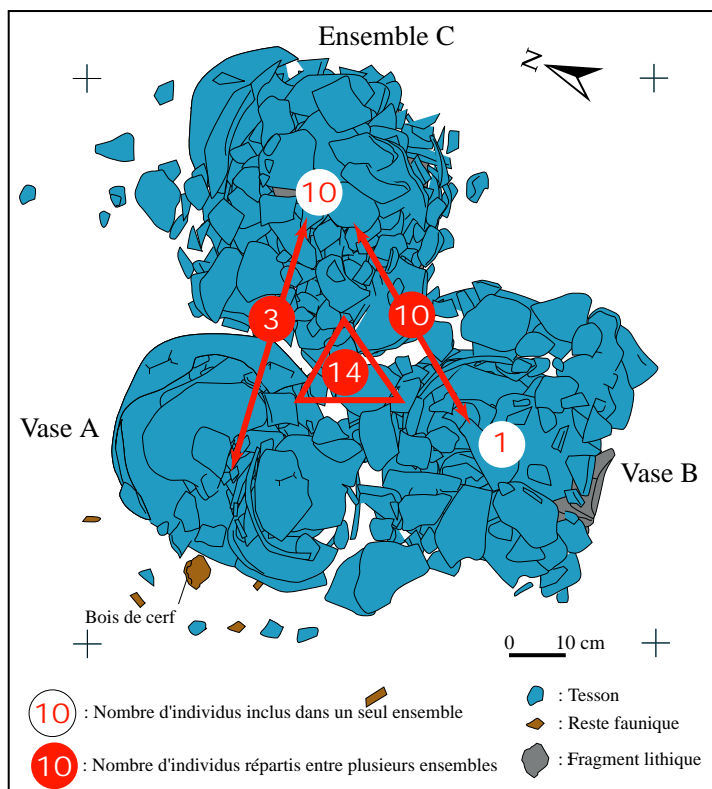 Ensemble C
N
10
3
10
14
Vase A
1
Vase B
Bois de cerf
0 10 cm
10 : Nombre d'individus inclus dans un seul ensemble
10 : Nombre d'individus répartis entre plusieurs ensembles
: Tesson
: Reste faunique
: Fragment lithique